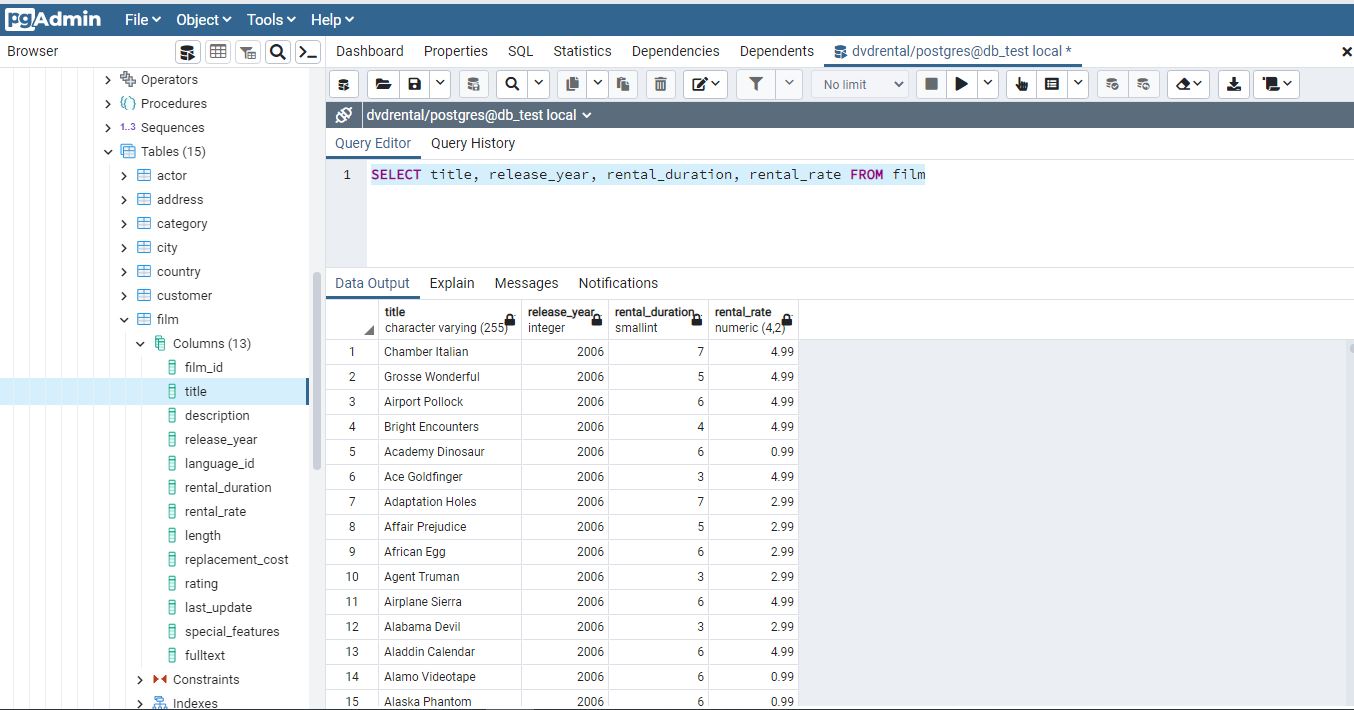 pgAdmin File Object Tools Help
Browser
Dashboard Properties SQL Statistics Dependencies Dependents dvdrental/postgres@db_test local *
No limit
dvdrental/postgres@db_test local
Query Editor Query History
1 SELECT title, release_year, rental_duration, rental_rate FROM film
Operators
Procedures
1..3 Sequences
Tables (15)
actor
address
category
city
country
customer
film
Columns (13)
film_id
title
description
release_year
language_id
rental_duration
rental_rate
length
replacement_cost
rating
last_update
special_features
fulltext
Constraints
Indexes
Data Output Explain Messages Notifications
title release_year rental_duration rental_rate
character varying (255) integer smallint numeric (4,2)
1 Chamber Italian 2006 7 4.99
2 Grosse Wonderful 2006 5 4.99
3 Airport Pollock 2006 6 4.99
4 Bright Encounters 2006 4 4.99
5 Academy Dinosaur 2006 6 0.99
6 Ace Goldfinger 2006 3 4.99
7 Adaptation Holes 2006 7 2.99
8 Affair Prejudice 2006 5 2.99
9 African Egg 2006 6 2.99
10 Agent Truman 2006 3 2.99
11 Airplane Sierra 2006 6 4.99
12 Alabama Devil 2006 3 2.99
13 Aladdin Calendar 2006 6 4.99
14 Alamo Videotape 2006 6 0.99
15 Alaska Phantom 2006 6 0.99